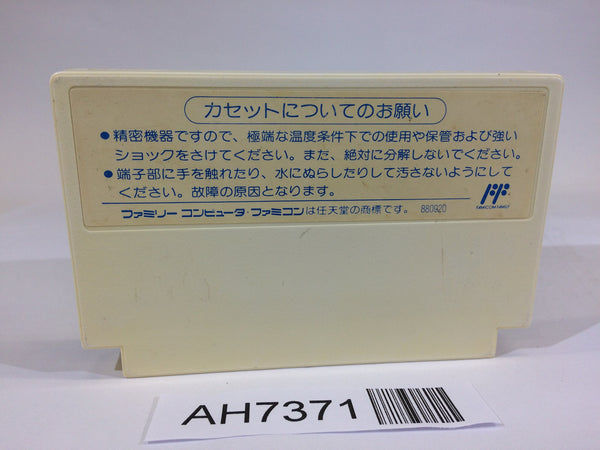 カセットについてのお願い
●精密機器ですので、極端な温度条件下での使用や保管および強い
ショックをさけてください。また、絶対に分解しないでください。
●端子部に手を触れたり、水にぬらしたりして汚さないようにして
ください。故障の原因となります。
FAMICOM FAMILY
ファミリーコンピュータ・ファミコンは任天堂の商標です。 880920
AH7371